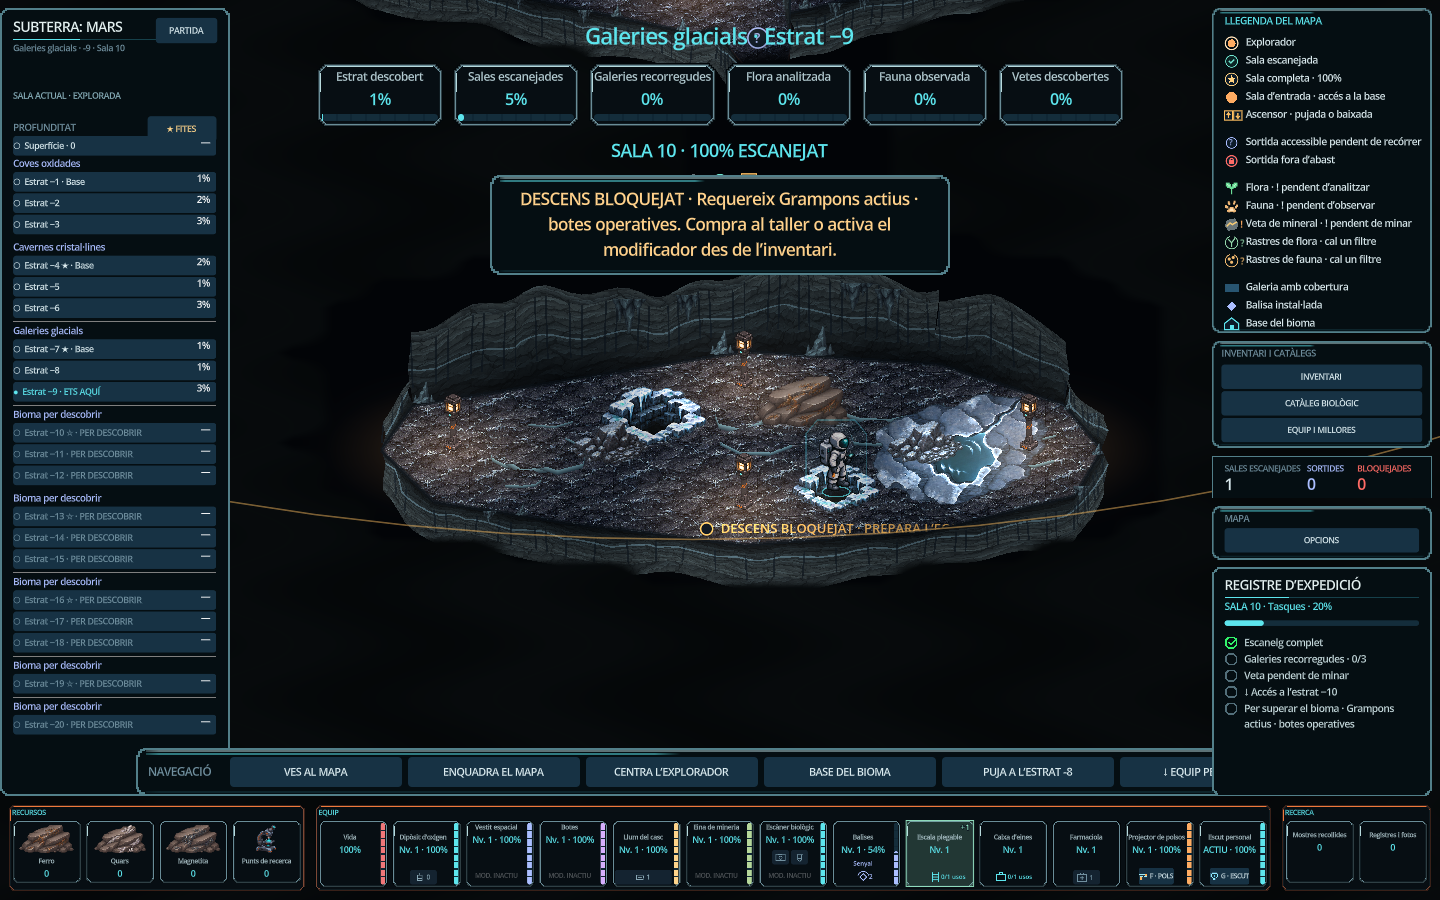 SUBTERRA: MARS
PARTIDA
Galeries glacials · -9 · Sala 10
SALA ACTUAL · EXPLORADA
PROFUNDITAT
★ FITES
Superfície · 0 —
Coves oxidades
Estrat −1 · Base 1%
Estrat −2 2%
Estrat −3 3%
Cavernes cristal·lines
Estrat −4 ★ · Base 2%
Estrat −5 1%
Estrat −6 3%
Galeries glacials
Estrat −7 ★ · Base 1%
Estrat −8 1%
Estrat −9 · ETS AQUÍ 3%
Bioma per descobrir
Estrat −10 ☆ · PER DESCOBRIR —
Estrat −11 · PER DESCOBRIR —
Estrat −12 · PER DESCOBRIR —
Bioma per descobrir
Estrat −13 ☆ · PER DESCOBRIR —
Estrat −14 · PER DESCOBRIR —
Estrat −15 · PER DESCOBRIR —
Bioma per descobrir
Estrat −16 ☆ · PER DESCOBRIR —
Estrat −17 · PER DESCOBRIR —
Estrat −18 · PER DESCOBRIR —
Bioma per descobrir
Estrat −19 ☆ · PER DESCOBRIR —
Bioma per descobrir
Estrat −20 · PER DESCOBRIR —
Galeries glacials · Estrat −9
Estrat descobert
1%
Sales escanejades
5%
Galeries recorregudes
0%
Flora analitzada
0%
Fauna observada
0%
Vetes descobertes
0%
SALA 10 · 100% ESCANEJAT
DESCENS BLOQUEJAT · Requereix Grampons actius ·
botes operatives. Compra al taller o activa el
modificador des de l’inventari.
DESCENS BLOQUEJAT · PREPARA L’ES
LLEGENDA DEL MAPA
Explorador
Sala escanejada
Sala completa · 100%
Sala d’entrada · accés a la base
Ascensor · pujada o baixada
Sortida accessible pendent de recórrer
Sortida fora d’abast
Flora · ! pendent d’analitzar
Fauna · ! pendent d’observar
! Veta de mineral · ! pendent de minar
? Rastres de flora · cal un filtre
? Rastres de fauna · cal un filtre
Galeria amb cobertura
Balisa instal·lada
Base del bioma
INVENTARI I CATÀLEGS
INVENTARI
CATÀLEG BIOLÒGIC
EQUIP I MILLORES
SALES ESCANEJADES SORTIDES BLOQUEJADES
1 0 0
MAPA
OPCIONS
REGISTRE D’EXPEDICIÓ
SALA 10 · Tasques · 20%
Escaneig complet
Galeries recorregudes · 0/3
Veta pendent de minar
↓ Accés a l’estrat −10
Per superar el bioma · Grampons
actius · botes operatives
NAVEGACIÓ
VES AL MAPA
ENQUADRA EL MAPA
CENTRA L’EXPLORADOR
BASE DEL BIOMA
PUJA A L’ESTRAT -8
↓ EQUIP PE
RECURSOS
Ferro
0
Quars
0
Magnetita
0
Punts de recerca
0
EQUIP
Vida
100%
Dipòsit d’oxigen
Nv. 1 · 100%
0
Vestit espacial
Nv. 1 · 100%
MOD. INACTIU
Botes
Nv. 1 · 100%
MOD. INACTIU
Llum del casc
Nv. 1 · 100%
1
Eina de mineria
Nv. 1 · 100%
MOD. INACTIU
Escàner biològic
Nv. 1 · 100%
MOD. INACTIU
Balises
Nv. 1 · 54%
Senyal
2
+1
Escala plegable
Nv. 1
0/1 usos
Caixa d’eines
Nv. 1
0/1 usos
Farmaciola
Nv. 1
1
Projector de polsos
Nv. 1 · 100%
F · POLS
Escut personal
ACTIU · 100%
G · ESCUT
RECERCA
Mostres recollides
0
Registres i fotos
0